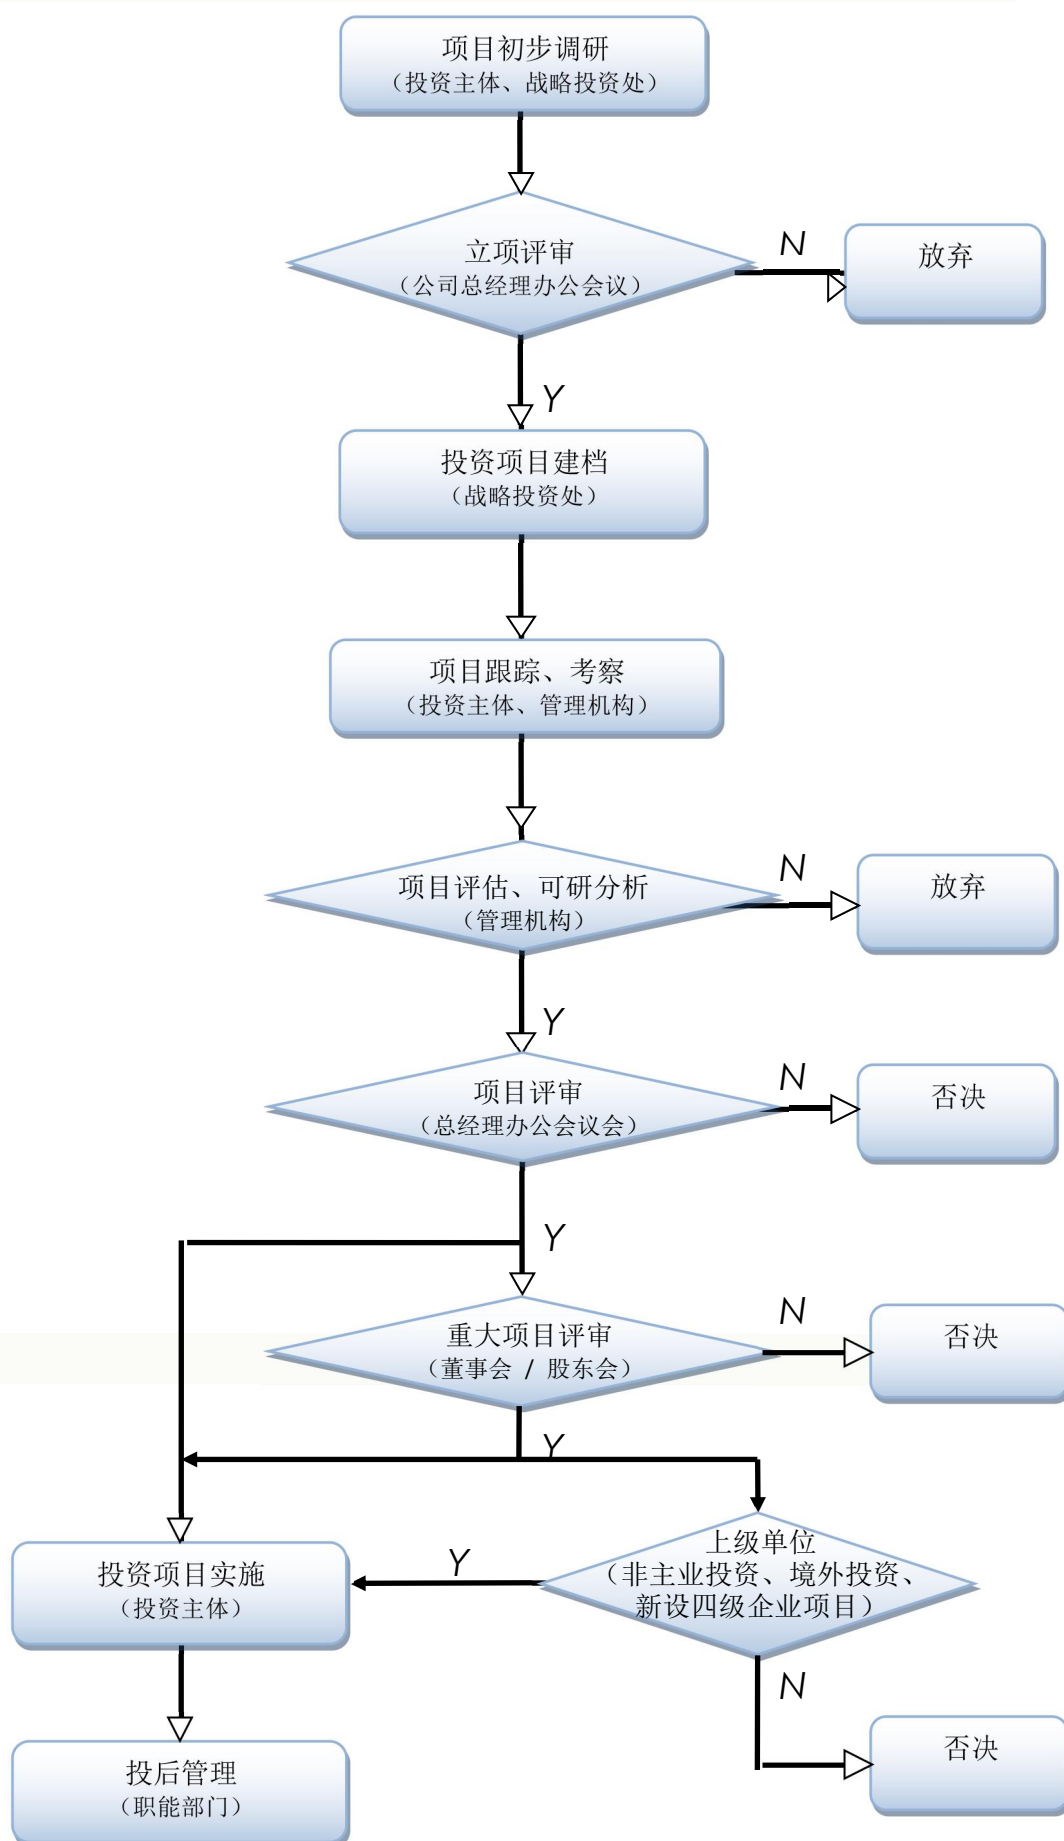 项目初步调研
（投资主体、战略投资处）
立项评审
（公司总经理办公会议）
N
放弃
Y
投资项目建档
（战略投资处）
项目跟踪、考察
（投资主体、管理机构）
项目评估、可研分析
（管理机构）
N
放弃
Y
项目评审
（总经理办公会议会）
N
否决
Y
重大项目评审
（董事会 / 股东会）
N
否决
Y
上级单位
（非主业投资、境外投资、
新设四级企业项目）
Y
投资项目实施
（投资主体）
N
否决
投后管理
（职能部门）